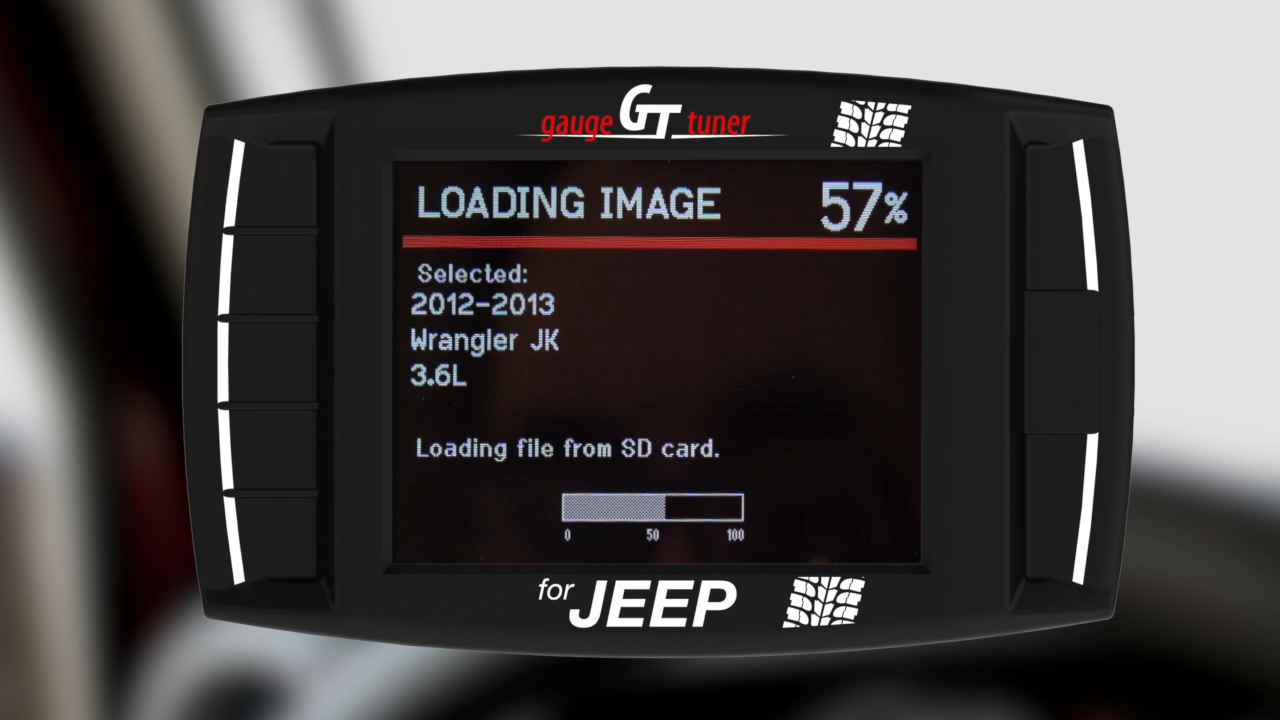 gauge GT tuner
LOADING IMAGE 57%
Selected:
2012-2013
Wrangler JK
3.6L
Loading file from SD card.
0 50 100
for JEEP